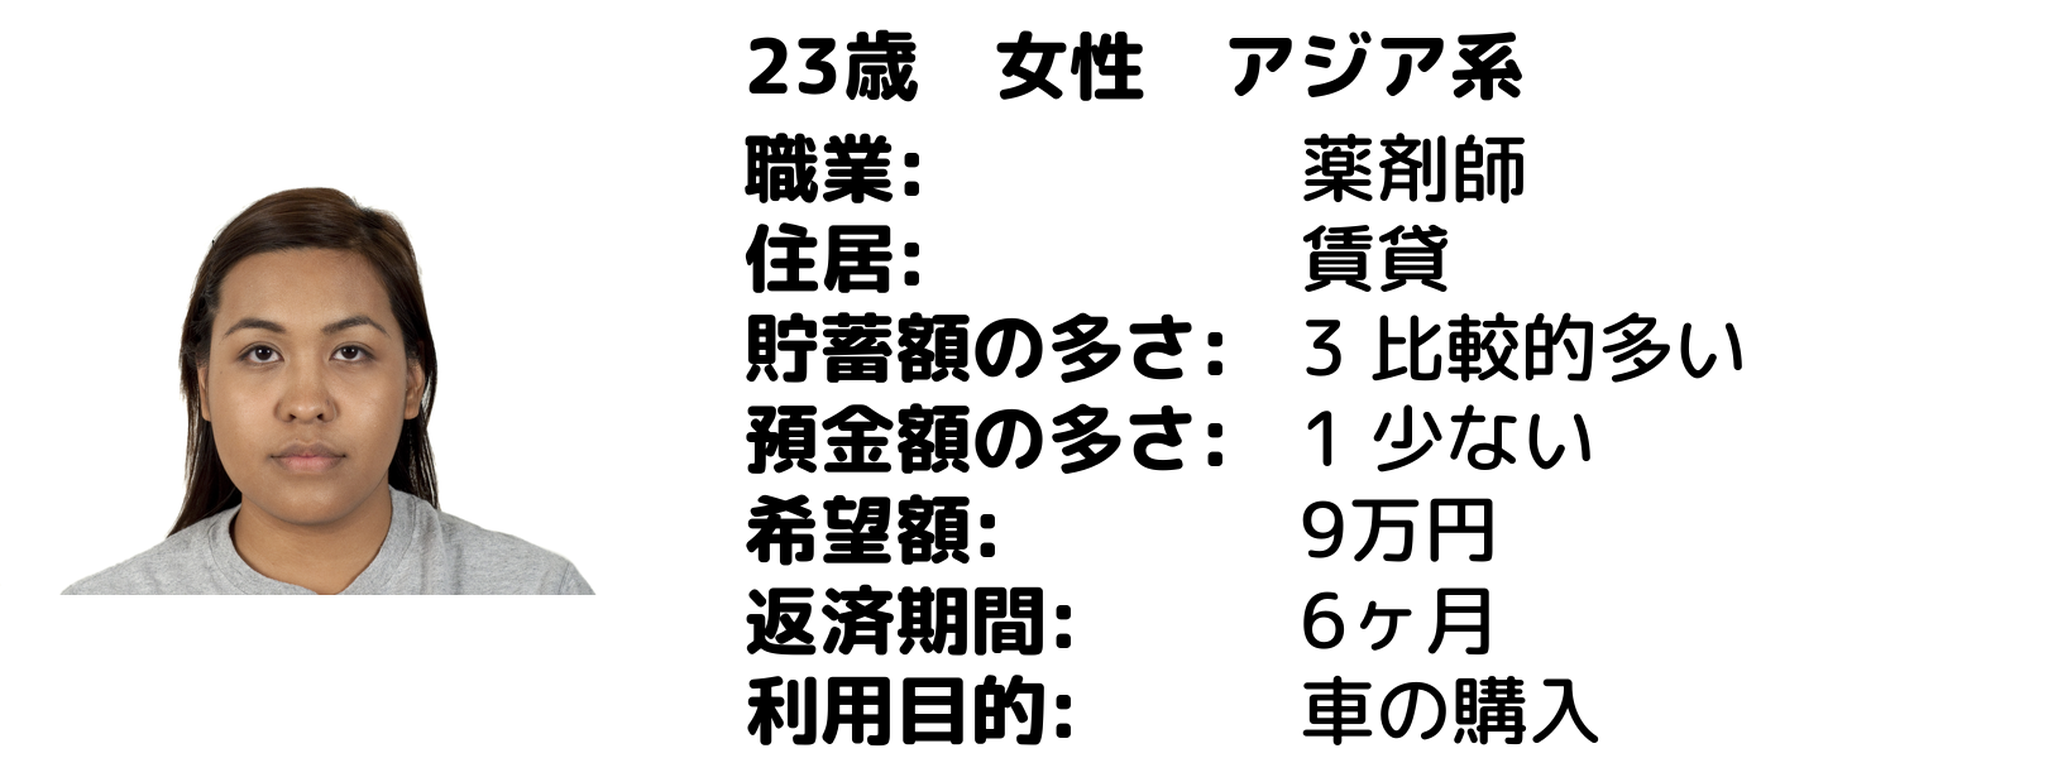 23歳　女性　アジア系
職業: 薬剤師
住居: 賃貸
貯蓄額の多さ: 3 比較的多い
預金額の多さ: 1 少ない
希望額: 9万円
返済期間: 6ヶ月
利用目的: 車の購入